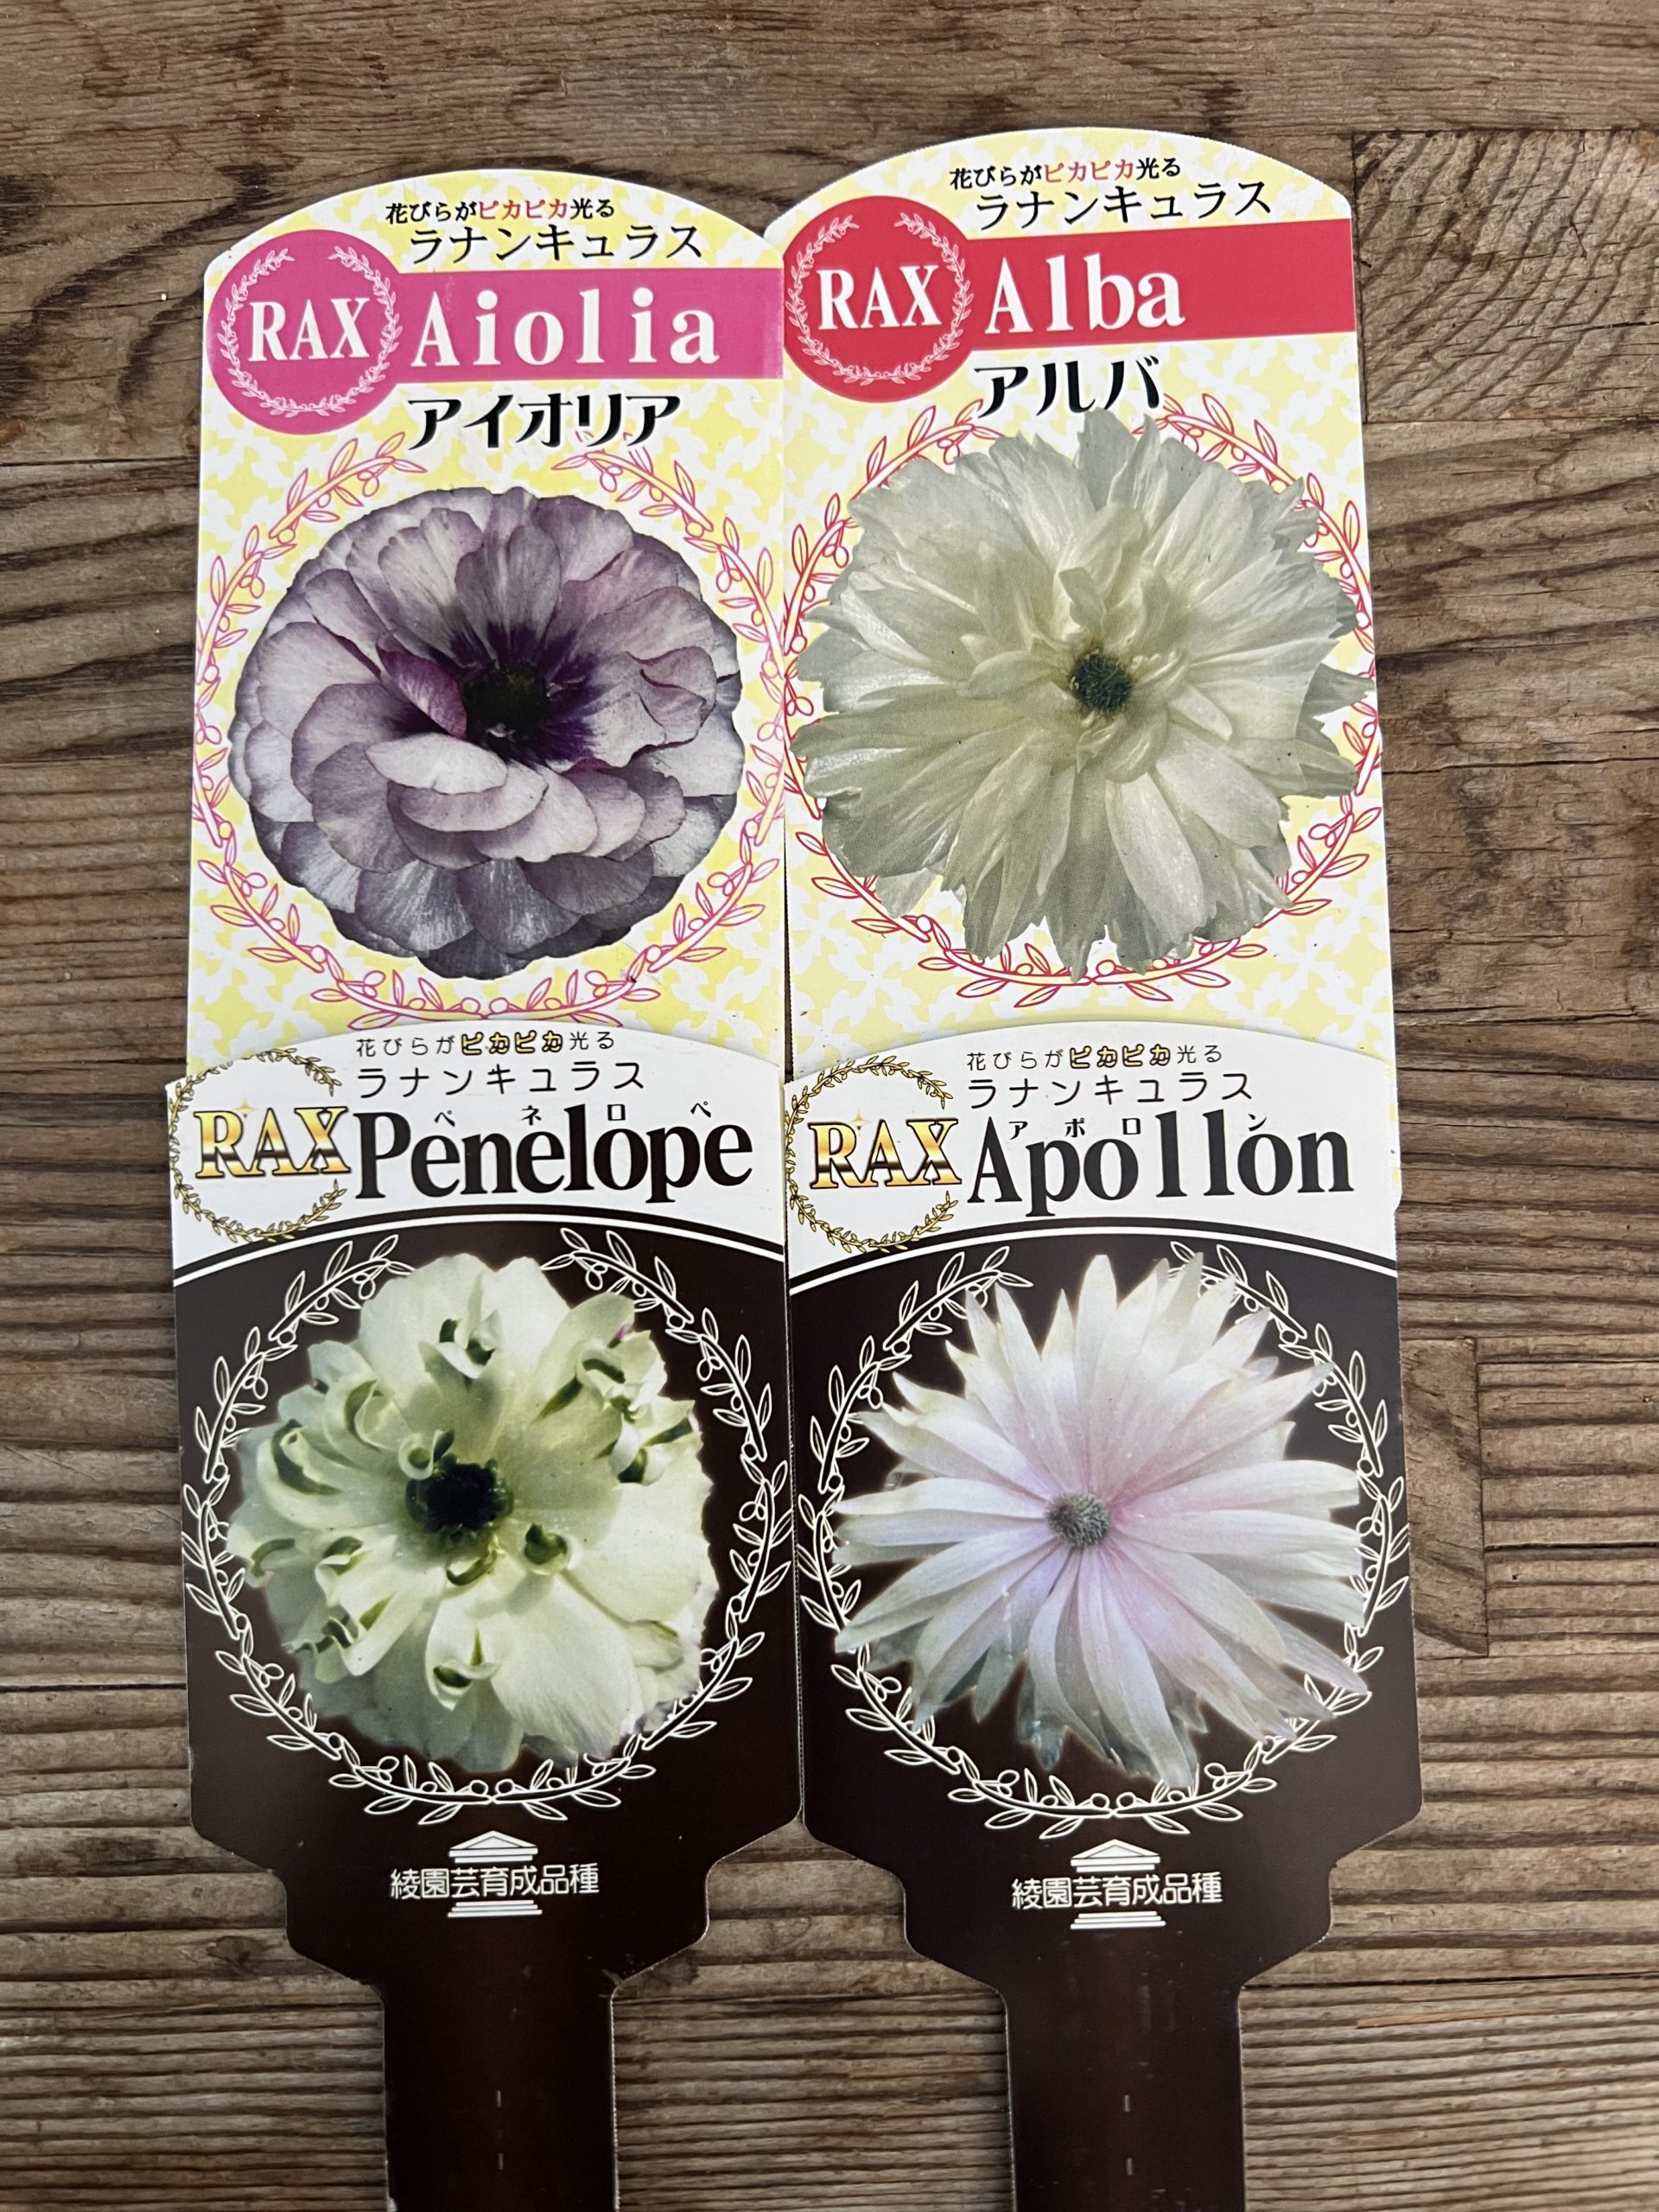 花びらがピカピカ光る
ラナンキュラス
RAX Aiolia
アイオリア
花びらがピカピカ光る
ラナンキュラス
RAX Alba
アルバ
花びらがピカピカ光る
ラナンキュラス
ペネロペ
RAX Penelope
綾園芸育成品種
花びらがピカピカ光る
ラナンキュラス
アポロン
RAX Apollon
綾園芸育成品種